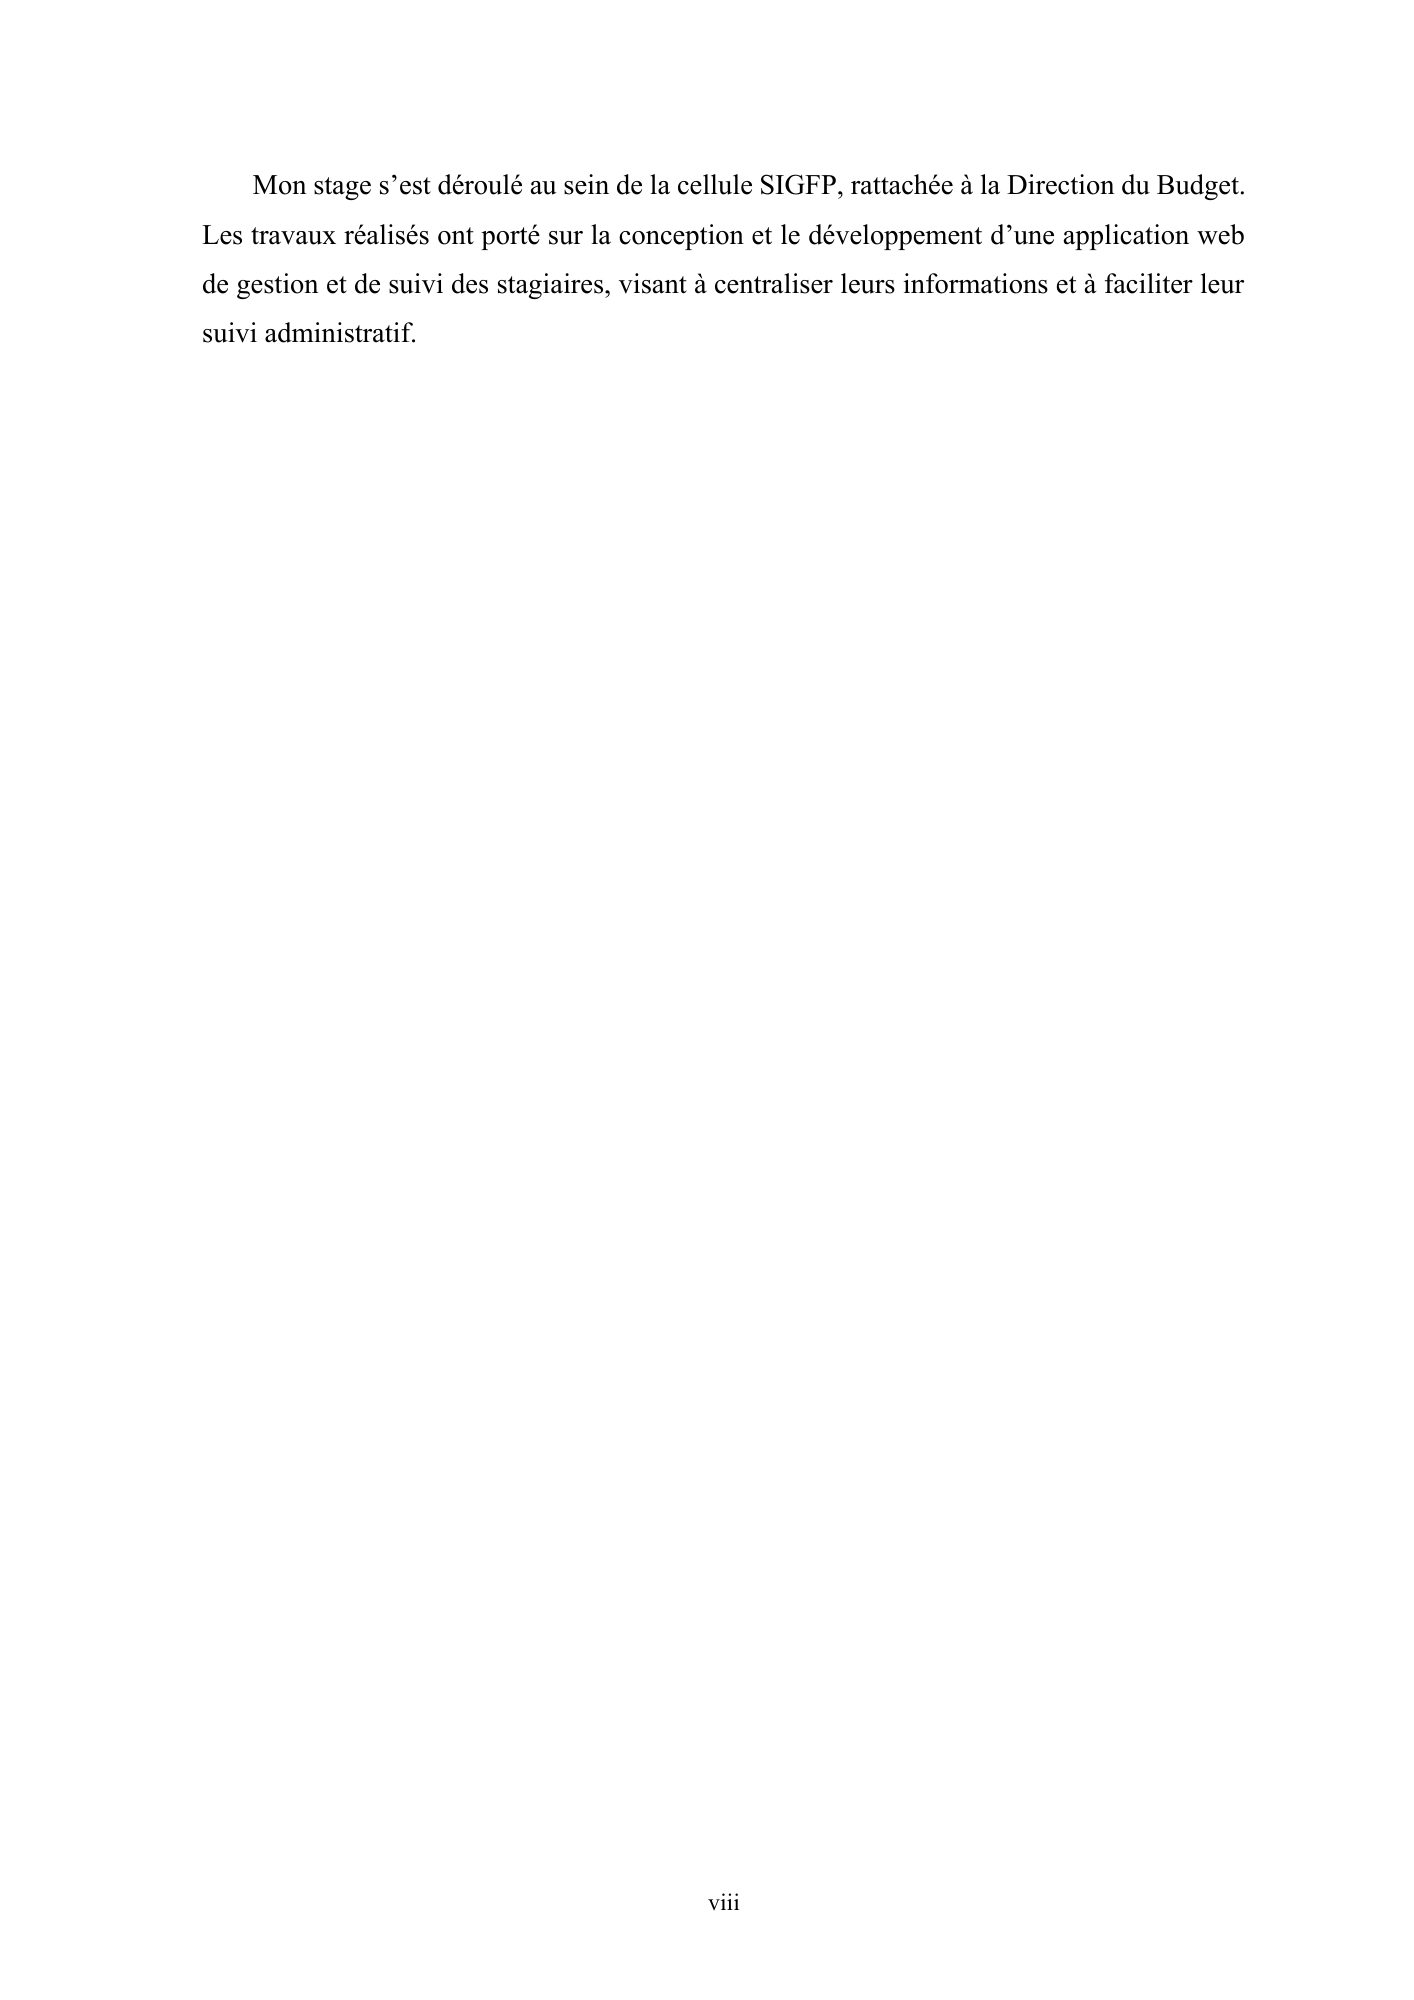 Mon stage s’est déroulé au sein de la cellule SIGFP, rattachée à la Direction du Budget.
Les travaux réalisés ont porté sur la conception et le développement d’une application web
de gestion et de suivi des stagiaires, visant à centraliser leurs informations et à faciliter leur
suivi administratif.
viii